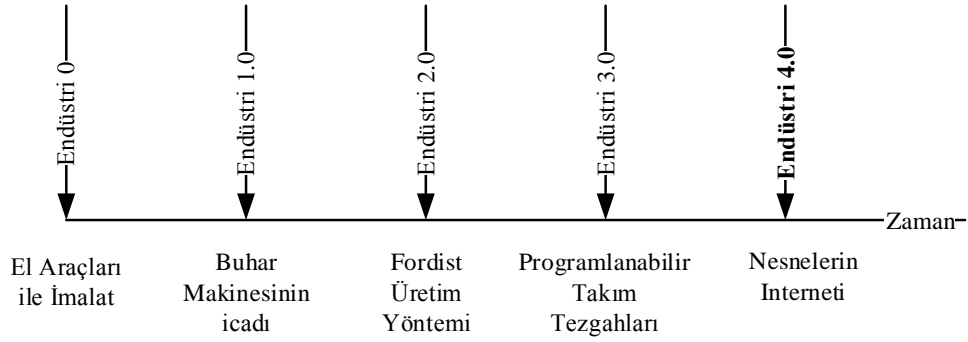 Endüstri 0
Endüstri 1.0
Endüstri 2.0
Endüstri 3.0
Endüstri 4.0
Zaman
El Araçları
ile İmalat
Buhar
Makinesinin
icadı
Fordist
Üretim
Yöntemi
Programlanabilir
Takım
Tezgahları
Nesnelerin
Interneti